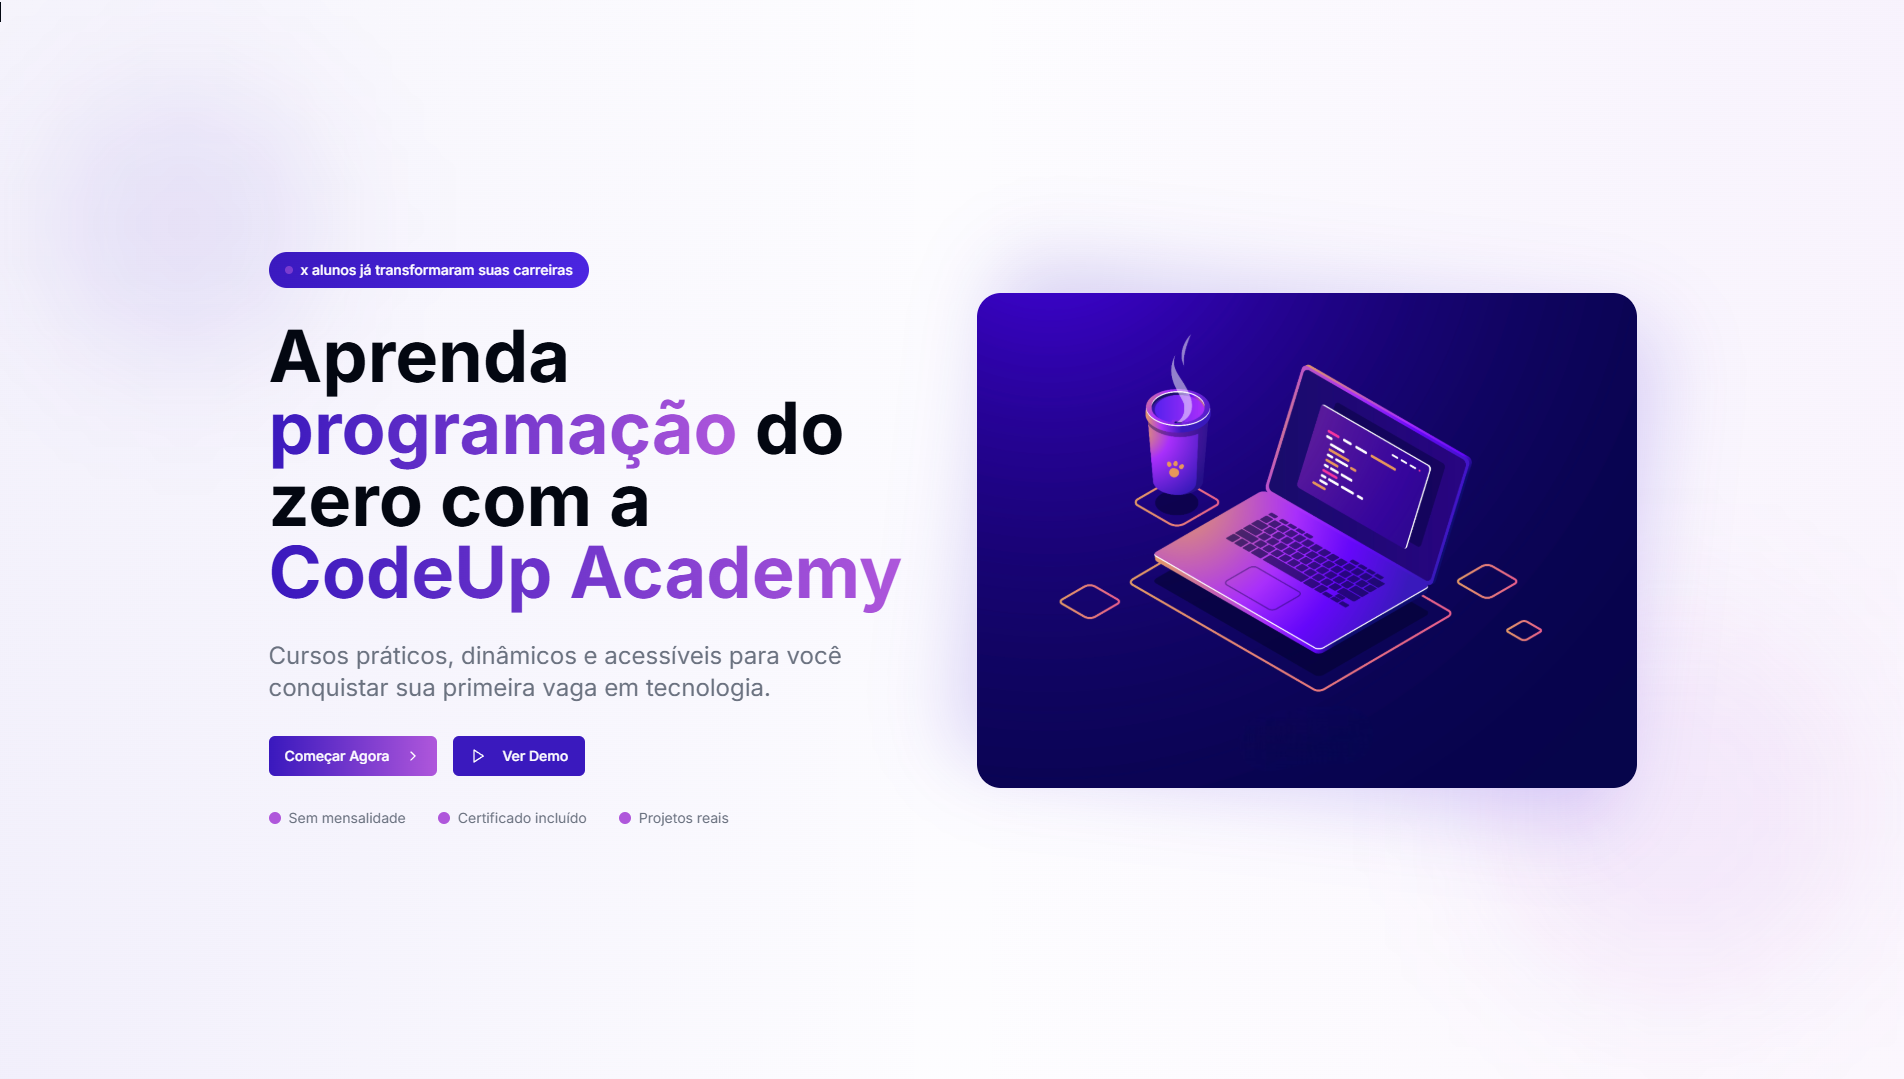 x alunos já transformaram suas carreiras
Aprenda
programação do
zero com a
CodeUp Academy
Cursos práticos, dinâmicos e acessíveis para você
conquistar sua primeira vaga em tecnologia.
Começar Agora
Ver Demo
Sem mensalidade
Certificado incluído
Projetos reais